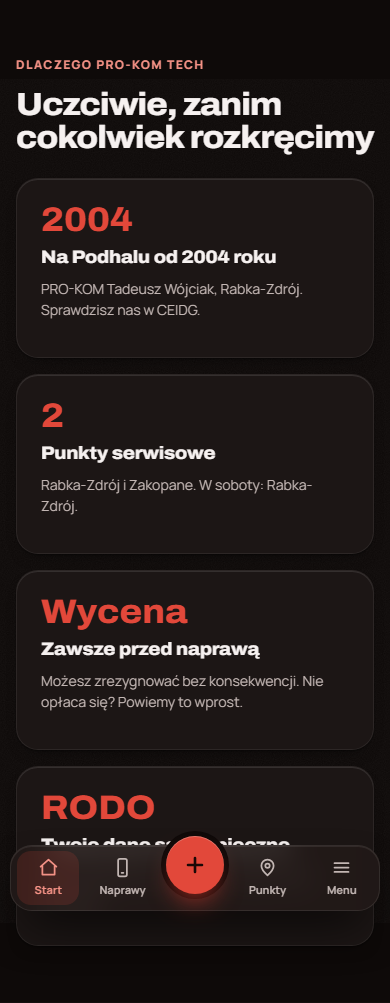 DLACZEGO PRO-KOM TECH
Uczciwie, zanim
cokolwiek rozkręcimy
2004
Na Podhalu od 2004 roku
PRO-KOM Tadeusz Wójciak, Rabka-Zdrój.
Sprawdzisz nas w CEIDG.
2
Punkty serwisowe
Rabka-Zdrój i Zakopane. W soboty: Rabka-
Zdrój.
Wycena
Zawsze przed naprawą
Możesz zrezygnować bez konsekwencji. Nie
opłaca się? Powiemy to wprost.
RODO
Twoje dane
Start
Naprawy
+
Punkty
Menu